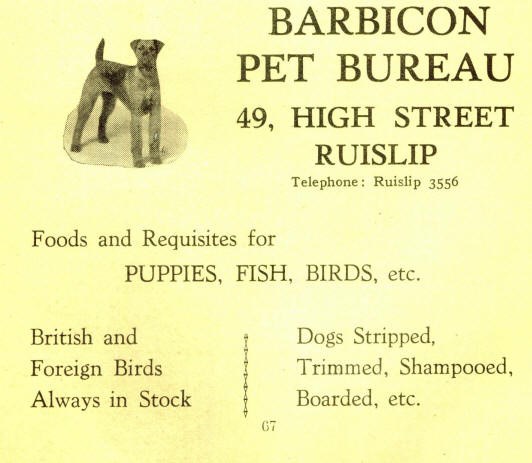 BARBICON
PET BUREAU
49, HIGH STREET
RUISLIP
Telephone: Ruislip 3556
Foods and Requisites for
PUPPIES, FISH, BIRDS, etc.
British and
Foreign Birds
Always in Stock
Dogs Stripped,
Trimmed, Shampooed,
Boarded, etc.
67